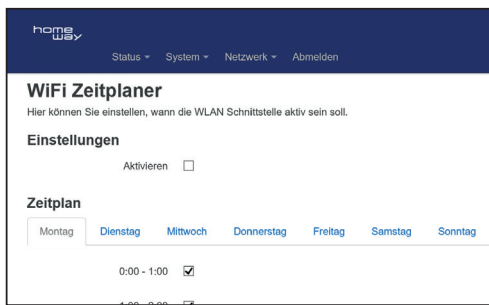 home
way
Status System Netzwerk Abmelden
WiFi Zeitplaner
Hier können Sie einstellen, wann die WLAN Schnittstelle aktiv sein soll.
Einstellungen
Aktivieren
Zeitplan
Montag Dienstag Mittwoch Donnerstag Freitag Samstag Sonntag
0:00 - 1:00